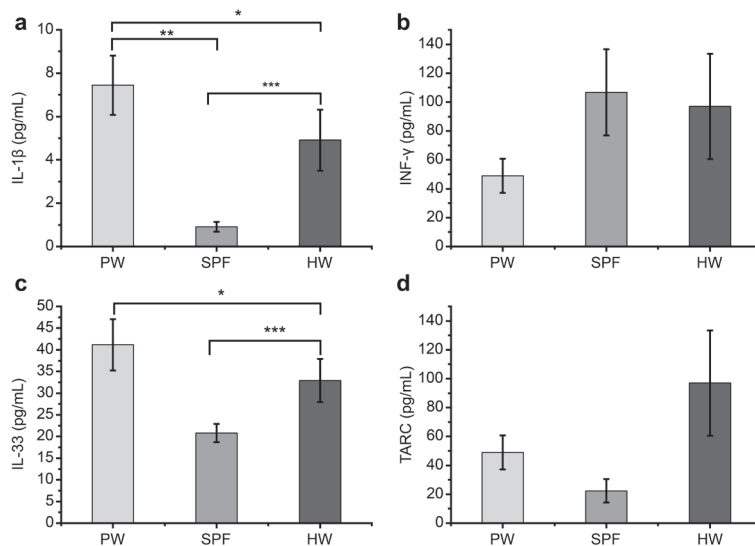 a
*
**
***
10
8
6
4
2
0
IL-1β (pg/mL)
PW
SPF
HW
b
140
120
100
80
60
40
20
0
INF-γ (pg/mL)
PW
SPF
HW
c
*
***
50
45
40
35
30
25
20
15
10
5
0
IL-33 (pg/mL)
PW
SPF
HW
d
140
120
100
80
60
40
20
0
TARC (pg/mL)
PW
SPF
HW